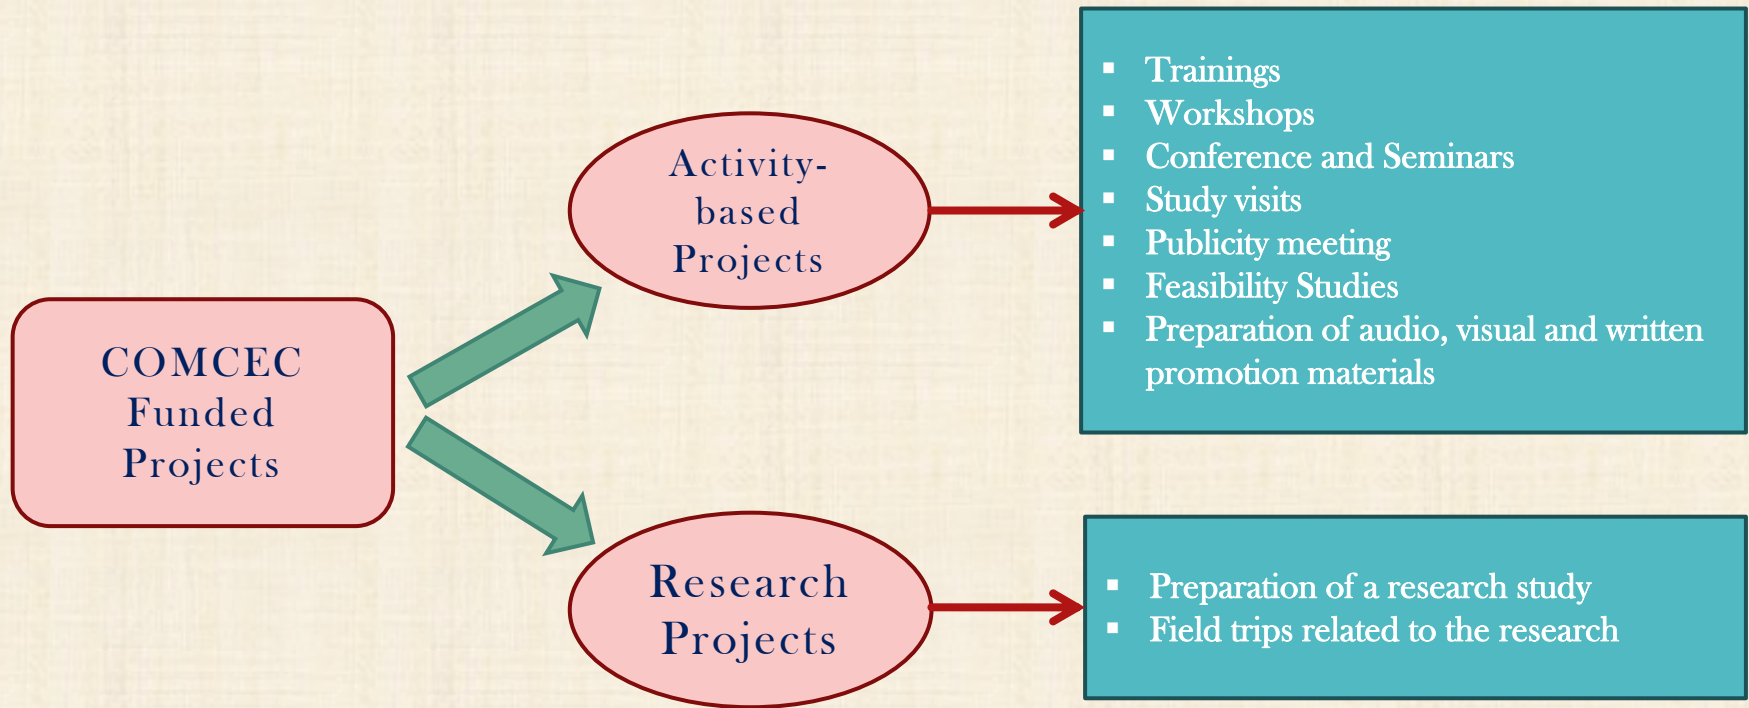 COMCEC
Funded
Projects
Activity-
based
Projects
▪ Trainings
▪ Workshops
▪ Conference and Seminars
▪ Study visits
▪ Publicity meeting
▪ Feasibility Studies
▪ Preparation of audio, visual and written
promotion materials
Research
Projects
▪ Preparation of a research study
▪ Field trips related to the research